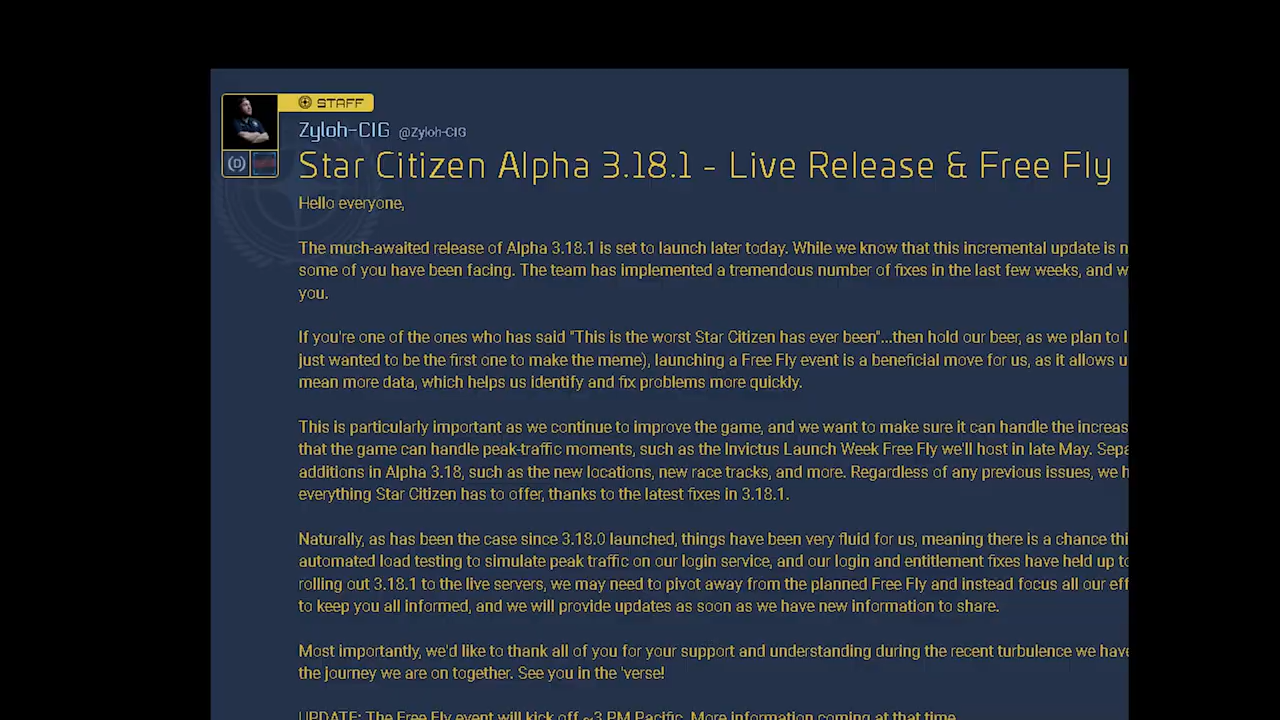 STAFF
Zyloh-CIG @Zyloh-CIG
Star Citizen Alpha 3.18.1 - Live Release & Free Fly
Hello everyone,
The much-awaited release of Alpha 3.18.1 is set to launch later today. While we know that this incremental update is n
some of you have been facing. The team has implemented a tremendous number of fixes in the last few weeks, and w
you.
If you're one of the ones who has said "This is the worst Star Citizen has ever been"...then hold our beer, as we plan to l
just wanted to be the first one to make the meme), launching a Free Fly event is a beneficial move for us, as it allows u
mean more data, which helps us identify and fix problems more quickly.
This is particularly important as we continue to improve the game, and we want to make sure it can handle the increas
that the game can handle peak-traffic moments, such as the Invictus Launch Week Free Fly we'll host in late May. Sepa
additions in Alpha 3.18, such as the new locations, new race tracks, and more. Regardless of any previous issues, we h
everything Star Citizen has to offer, thanks to the latest fixes in 3.18.1.
Naturally, as has been the case since 3.18.0 launched, things have been very fluid for us, meaning there is a chance thi
automated load testing to simulate peak traffic on our login service, and our login and entitlement fixes have held up to
rolling out 3.18.1 to the live servers, we may need to pivot away from the planned Free Fly and instead focus all our eff
to keep you all informed, and we will provide updates as soon as we have new information to share.
Most importantly, we'd like to thank all of you for your support and understanding during the recent turbulence we have
the journey we are on together. See you in the 'verse!
UPDATE: The Free Fly event will kick off ~3 PM Pacific. More information coming at that time.